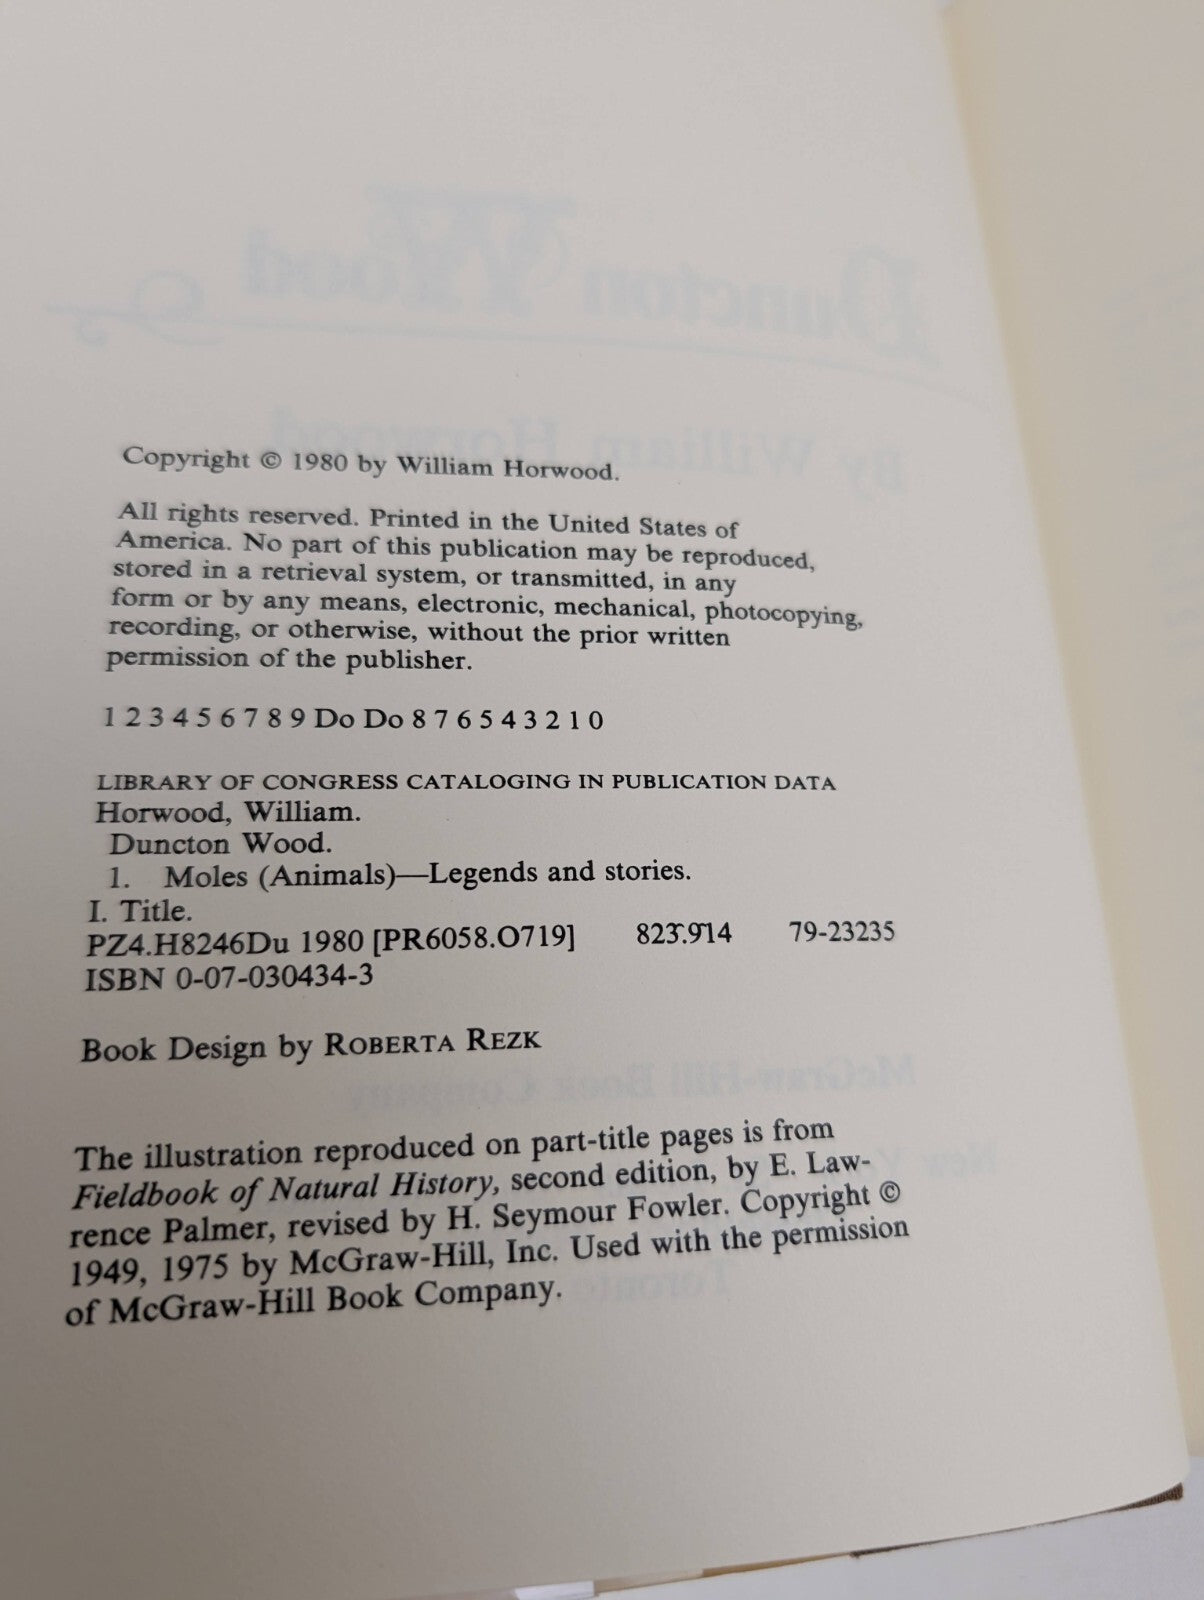 Copyright © 1980 by William Horwood.
All rights reserved. Printed in the United States of
America. No part of this publication may be reproduced,
stored in a retrieval system, or transmitted, in any
form or by any means, electronic, mechanical, photocopying,
recording, or otherwise, without the prior written
permission of the publisher.
1 2 3 4 5 6 7 8 9 Do Do 8 7 6 5 4 3 2 1 0
LIBRARY OF CONGRESS CATALOGING IN PUBLICATION DATA
Horwood, William.
Duncton Wood.
1. Moles (Animals)—Legends and stories.
I. Title.
PZ4.H8246Du 1980 [PR6058.O719] 823'.9'14 79-23235
ISBN 0-07-030434-3
Book Design by ROBERTA REZK
The illustration reproduced on part-title pages is from
Fieldbook of Natural History, second edition, by E. Law-
rence Palmer, revised by H. Seymour Fowler. Copyright ©
1949, 1975 by McGraw-Hill, Inc. Used with the permission
of McGraw-Hill Book Company.